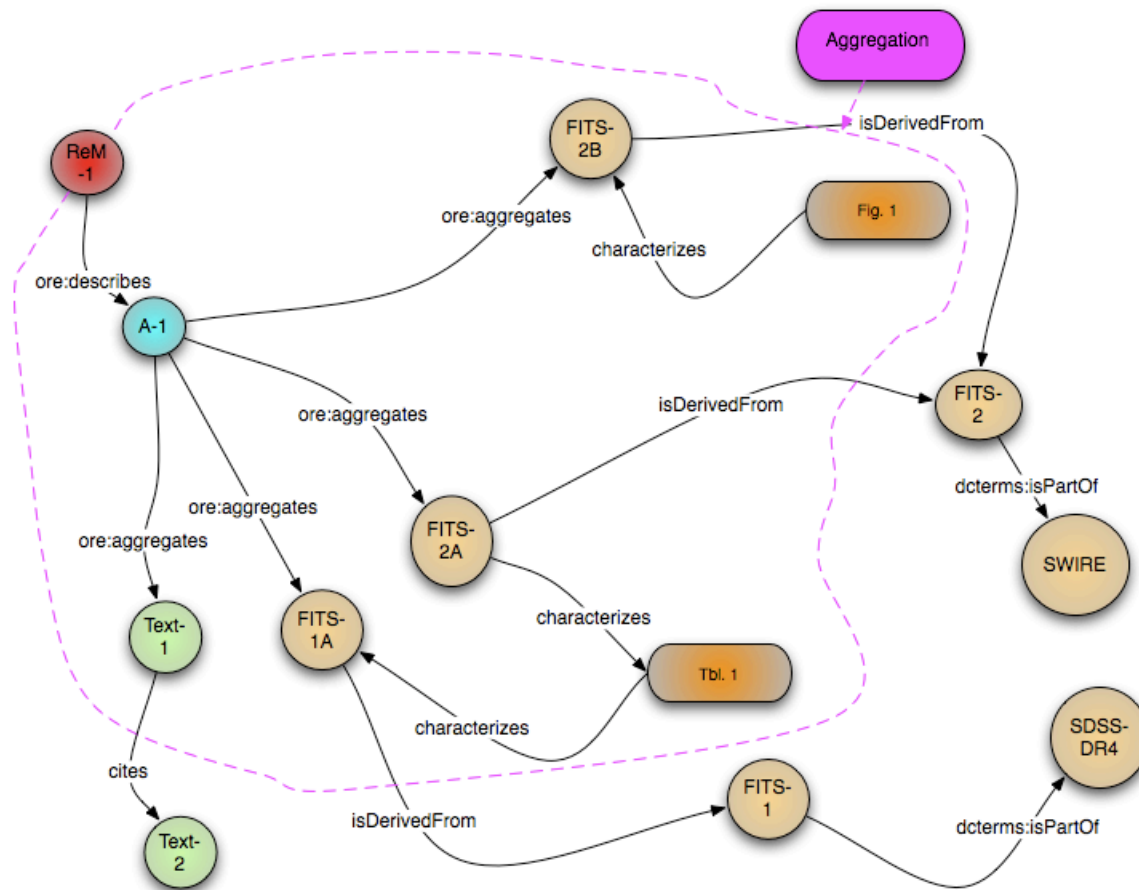 Aggregation
FITS-
2B
isDerivedFrom
ReM
-1
Fig. 1
ore:aggregates
characterizes
ore:describes
A-1
FITS-
2
ore:aggregates
isDerivedFrom
dcterms:isPartOf
ore:aggregates
FITS-
2A
ore:aggregates
SWIRE
Text-
1
FITS-
1A
characterizes
Tbl. 1
characterizes
SDSS-
DR4
cites
FITS-
1
isDerivedFrom
dcterms:isPartOf
Text-
2